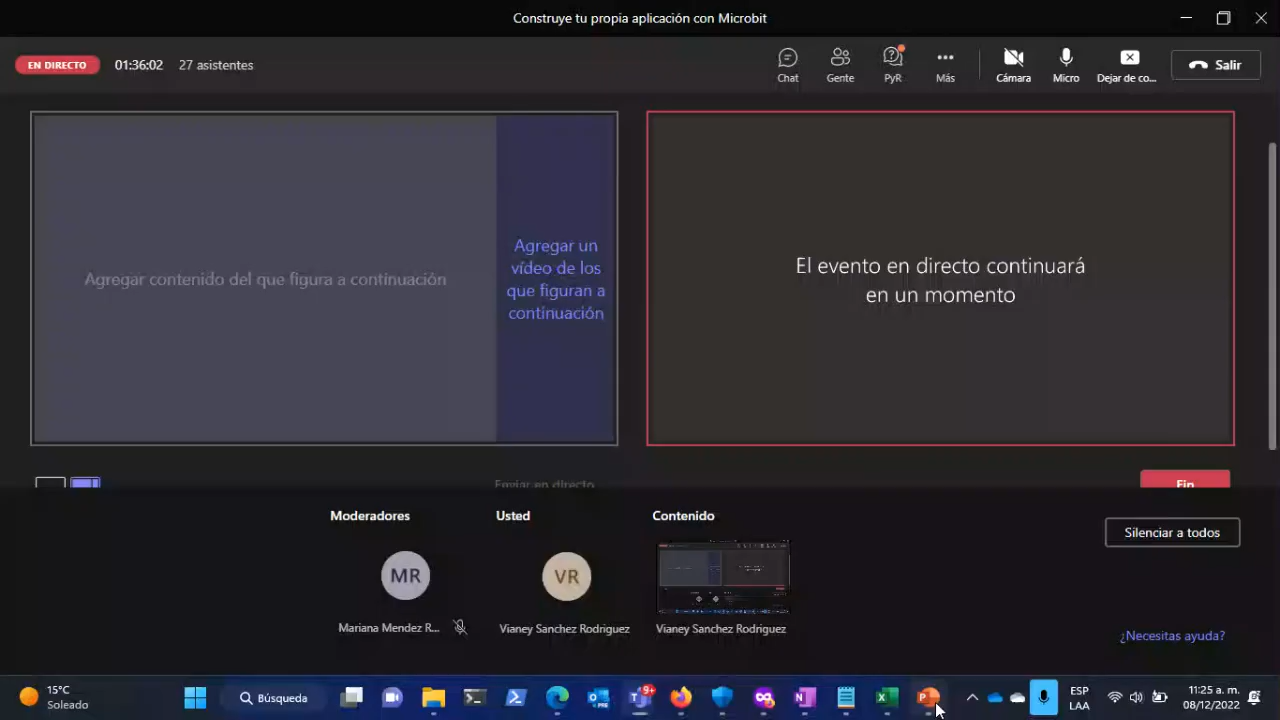 Construye tu propia aplicación con Microbit
EN DIRECTO
01:36:02
27 asistentes
Chat
Gente
PyR
Más
Cámara
Micro
Dejar de co...
Salir
Agregar contenido del que figura a continuación
Agregar un
vídeo de los
que figuran a
continuación
El evento en directo continuará
en un momento
Enviar en directo
Fin
Moderadores
Usted
Contenido
Silenciar a todos
MR
VR
Mariana Mendez R...
Vianey Sanchez Rodriguez
Vianey Sanchez Rodriguez
¿Necesitas ayuda?
15°C
Soleado
Búsqueda
9+
ESP
LAA
11:25 a. m.
08/12/2022